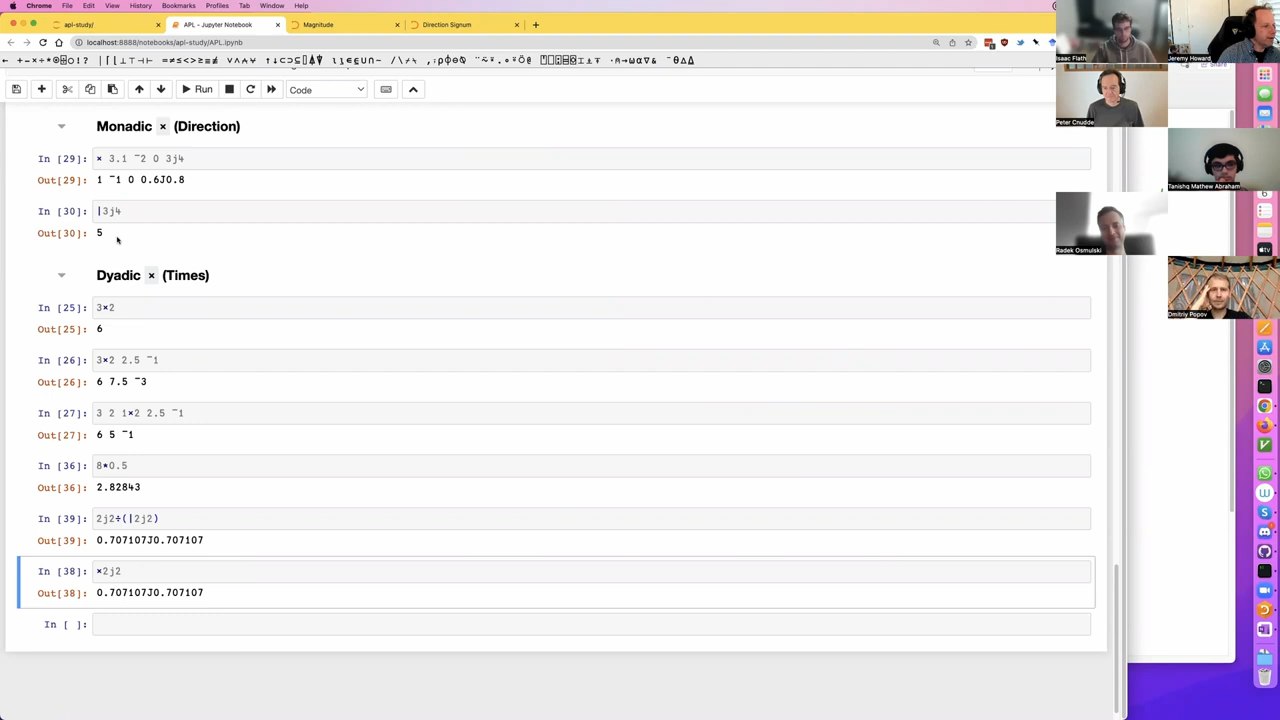 Chrome File Edit View History Bookmarks Profiles Tab Window Help
apl-study/
APL - Jupyter Notebook
Magnitude
Direction Signum
localhost:8888/notebooks/apl-study/APL.ipynb
Run
Code
Share
Monadic × (Direction)
In [29]: × 3.1 ¯2 0 3j4
Out[29]: 1 ¯1 0 0.6J0.8
In [30]: |3j4
Out[30]: 5
Dyadic × (Times)
In [25]: 3×2
Out[25]: 6
In [26]: 3×2 2.5 ¯1
Out[26]: 6 7.5 ¯3
In [27]: 3 2 1×2 2.5 ¯1
Out[27]: 6 5 ¯1
In [36]: 8*0.5
Out[36]: 2.82843
In [39]: 2j2÷(|2j2)
Out[39]: 0.707107J0.707107
In [38]: ×2j2
Out[38]: 0.707107J0.707107
In [ ]:
Isaac Flath
Jeremy Howard
Peter Cnudde
Tanishq Mathew Abraham
Radek Osmulski
Dmitriy Popov